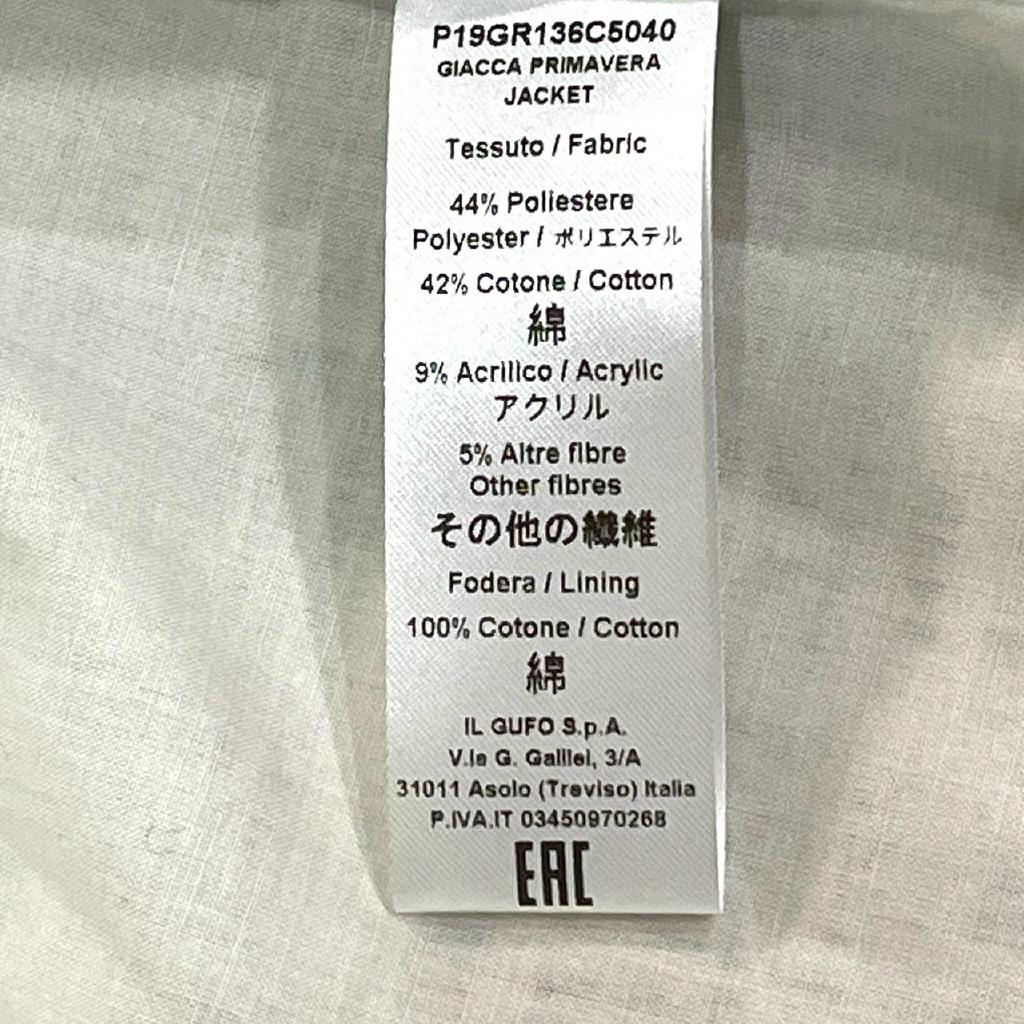 P19GR136C5040
GIACCA PRIMAVERA
JACKET
Tessuto / Fabric
44% Poliestere
Polyester / ポリエステル
42% Cotone / Cotton
綿
9% Acrilico / Acrylic
アクリル
5% Altre fibre
Other fibres
その他の繊維
Fodera / Lining
100% Cotone / Cotton
綿
IL GUFO S.p.A.
V.le G. Galilei, 3/A
31011 Asolo (Treviso) Italia
P.IVA.IT 03450970268
EAC